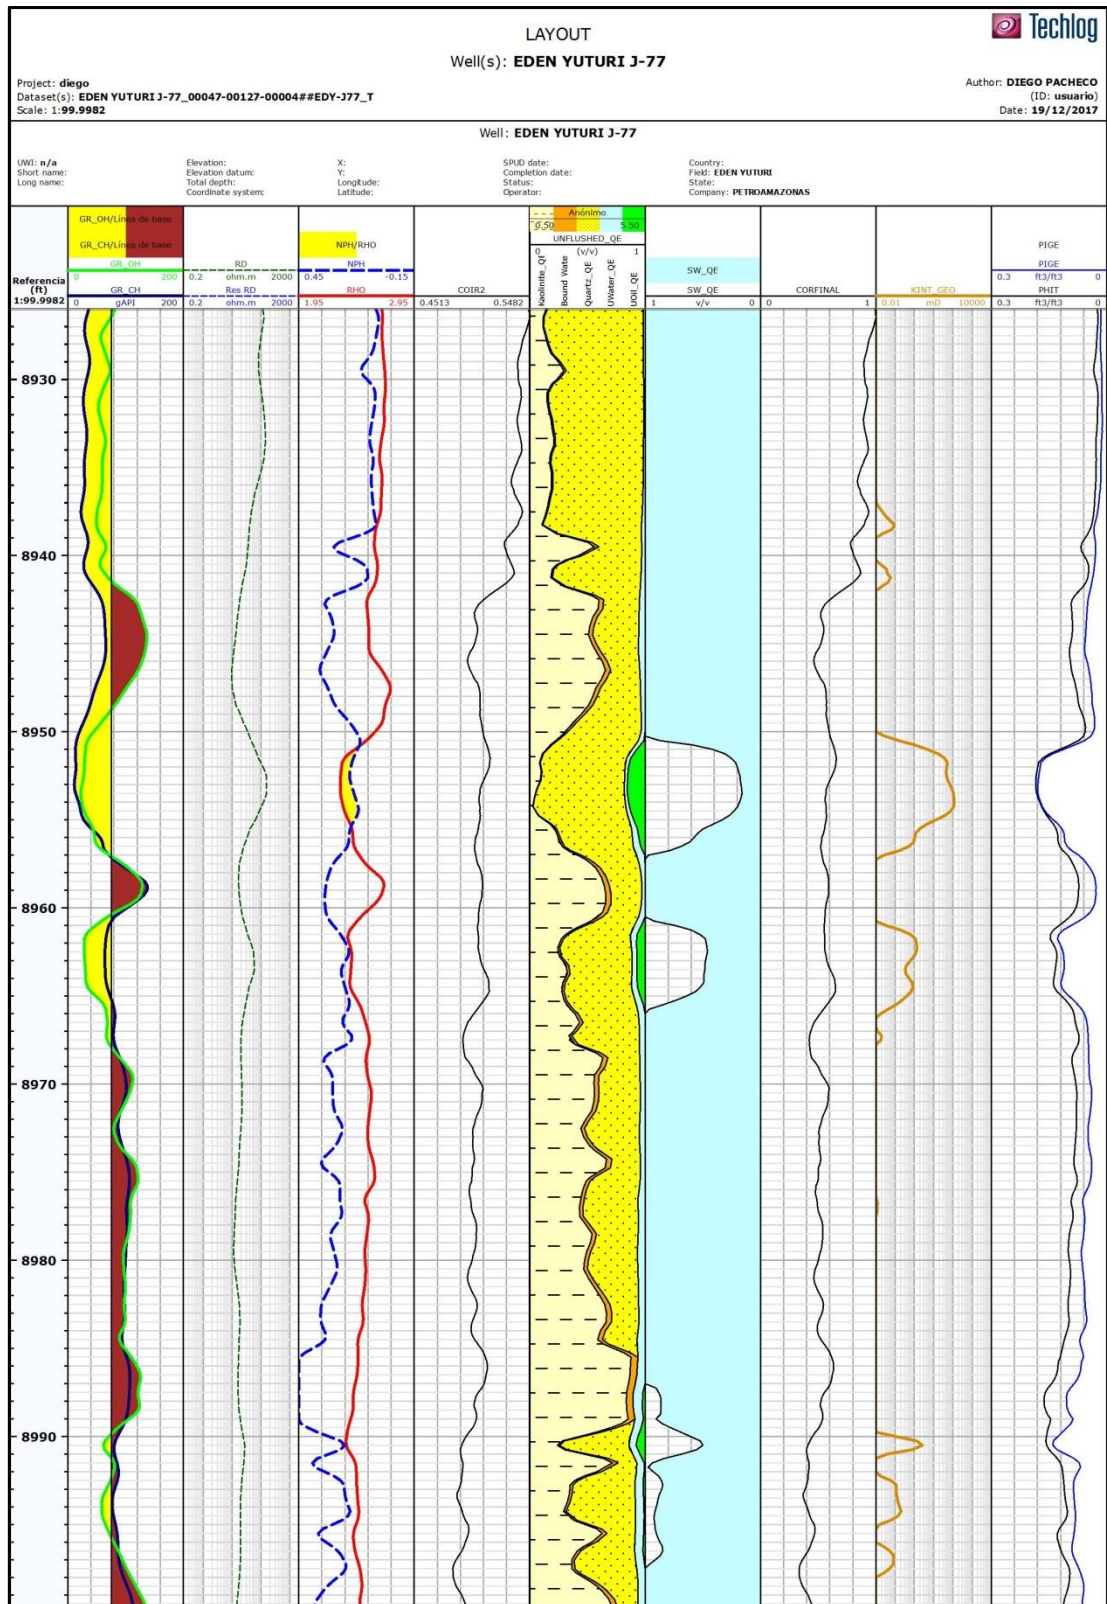 LAYOUT
Techlog
Well(s): EDEN YUTURI J-77
Project: diego
Dataset(s): EDEN YUTURI J-77_00047-00127-00004##EDY-J77_T
Scale: 1:99.9982
Author: DIEGO PACHECO
(ID: usuario)
Date: 19/12/2017
Well: EDEN YUTURI J-77
UWI: n/a
Short name:
Long name:
Elevation:
Elevation datum:
Total depth:
Coordinate system:
X:
Y:
Longitude:
Latitude:
SPUD date:
Completion date:
Status:
Operator:
Country:
Field: EDEN YUTURI
State:
Company: PETROAMAZONAS
Referencia
(ft)
1:99.9982
GR_OH/Línea de base
GR_CH/Línea de base
GR_OH
0 200
GR_CH
0 gAPI 200
RD
0.2 ohm.m 2000
Res RD
0.2 ohm.m 2000
NPH/RHO
NPH
0.45 -0.15
RHO
1.95 2.95
COIR2
0.4513 0.5482
Anónimo
0.50 5.50
UNFLUSHED_QE
0 (v/v) 1
Kaolinite_QE
Bound Wate
Quartz_QE
UWater_QE
UOil_QE
SW_QE
SW_QE
1 v/v 0
CORFINAL
0 1
KINT_GEO
0.01 mD 10000
PIGE
PIGE
0.3 ft3/ft3 0
PHIT
0.3 ft3/ft3 0
8930
8940
8950
8960
8970
8980
8990